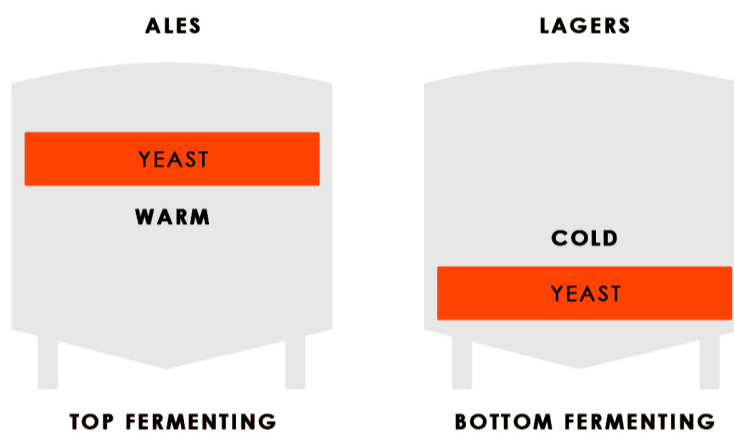 ALES
YEAST
WARM
TOP FERMENTING
LAGERS
COLD
YEAST
BOTTOM FERMENTING